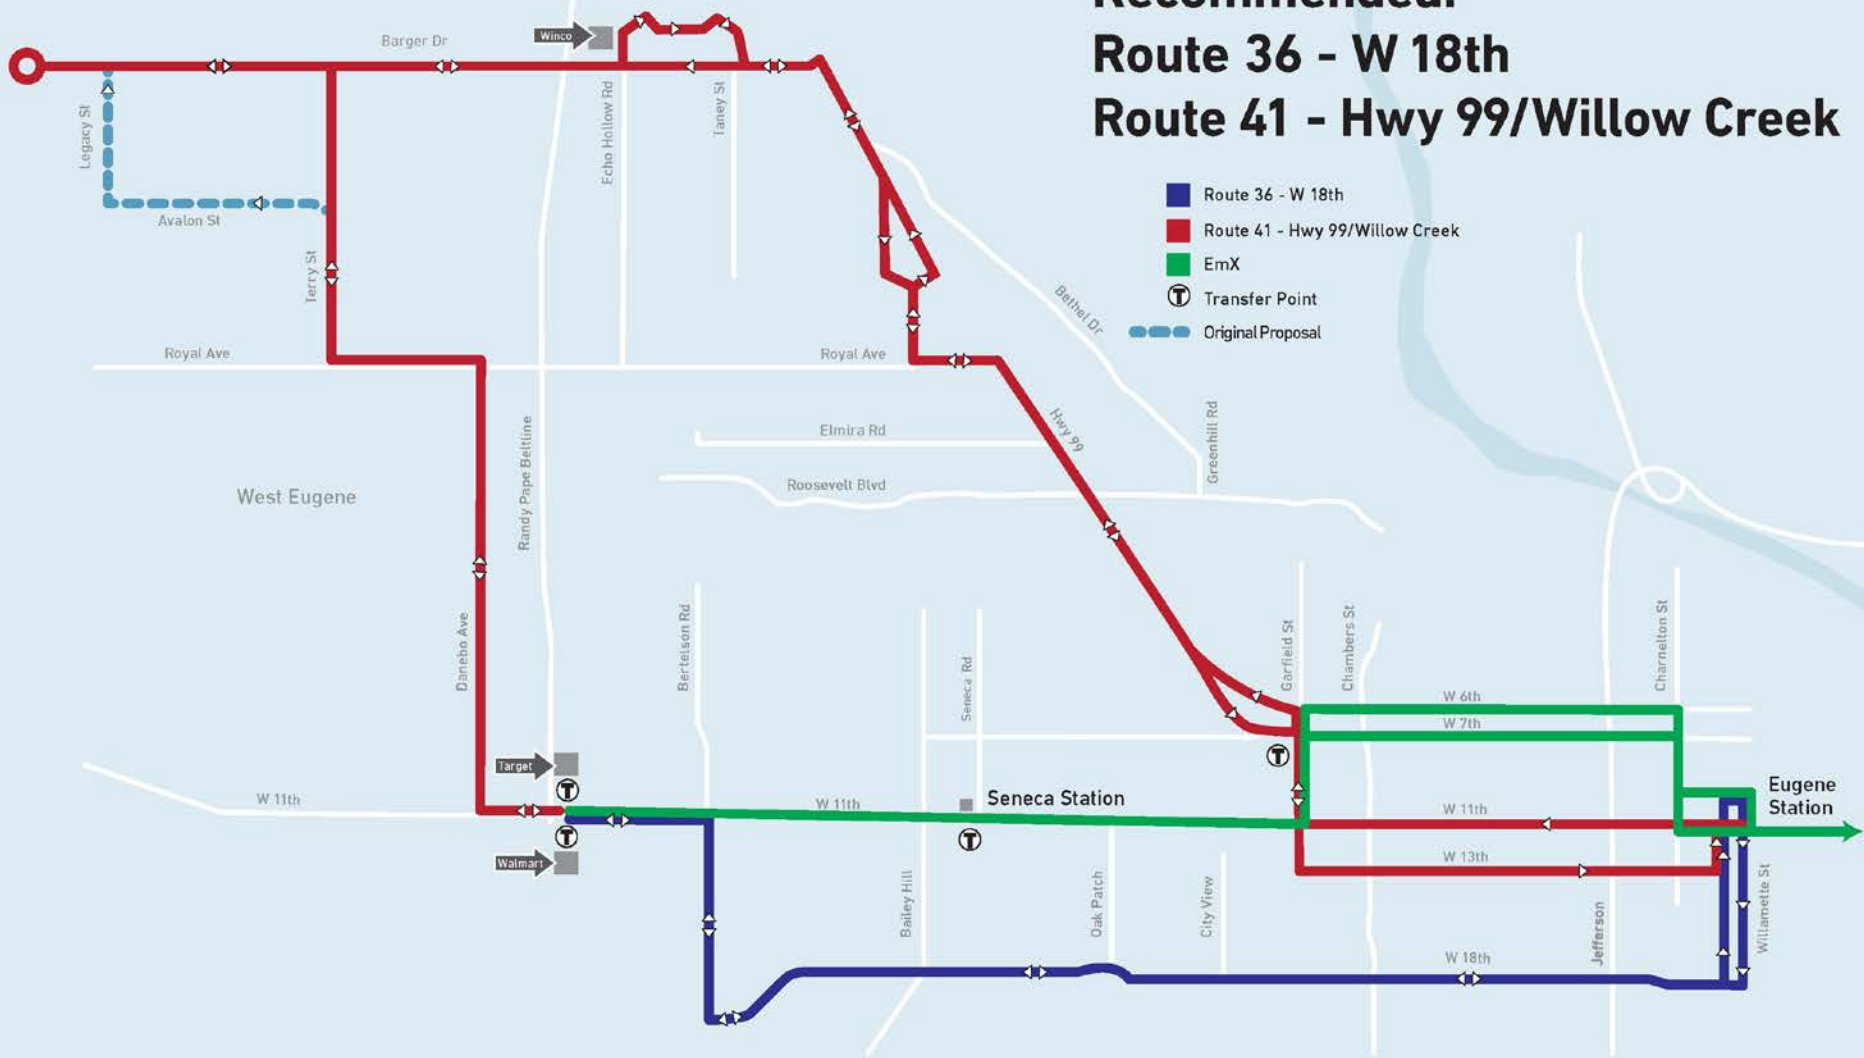 Recommended:
Route 36 - W 18th
Route 41 - Hwy 99/Willow Creek
Route 36 - W 18th
Route 41 - Hwy 99/Willow Creek
EmX
T Transfer Point
Original Proposal
Winco
Barger Dr
Legacy St
Echo Hollow Rd
Taney St
Avalon St
Terry St
Bethel Dr
Royal Ave
Royal Ave
Hwy 99
Greenhill Rd
Elmira Rd
Randy Pape Beltline
Roosevelt Blvd
West Eugene
Danebo Ave
Bertelson Rd
Seneca Rd
Garfield St
Chambers St
Charnelton St
W 6th
W 7th
T
Target
T
W 11th
W 11th
Seneca Station
W 11th
Eugene
Station
T
T
Walmart
W 13th
Bailey Hill
Oak Patch
City View
Jefferson
Willamette St
W 18th